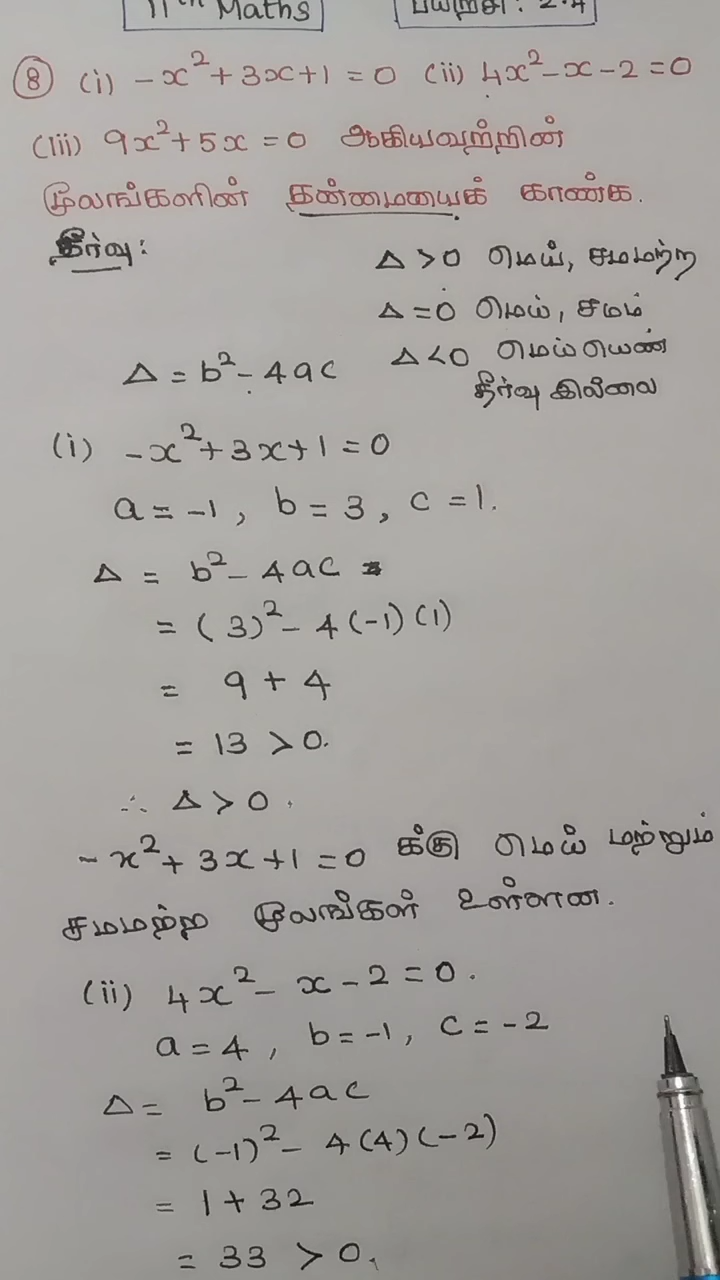 11th Maths பயிற்சி : 2.4
⑧ (i) -x²+3x+1=0 (ii) 4x²-x-2=0
(iii) 9x²+5x=0 ஆகியவற்றின்
மூலங்களின் தன்மையைக் காண்க.
தீர்வு:
Δ>0 மெய், சமமற்ற
Δ=0 மெய், சமம்
Δ=b²-4ac
Δ<0 மெய்யெண்
தீர்வு இல்லை
(i) -x²+3x+1=0
a=-1, b=3, c=1.
Δ = b²-4ac
= (3)²-4(-1)(1)
= 9+4
= 13 >0.
∴ Δ>0.
-x²+3x+1=0 க்கு மெய் மற்றும்
சமமற்ற மூலங்கள் உள்ளன.
(ii) 4x²-x-2=0.
a=4, b=-1, c=-2
Δ= b²-4ac
= (-1)²-4(4)(-2)
= 1+32
= 33 >0.